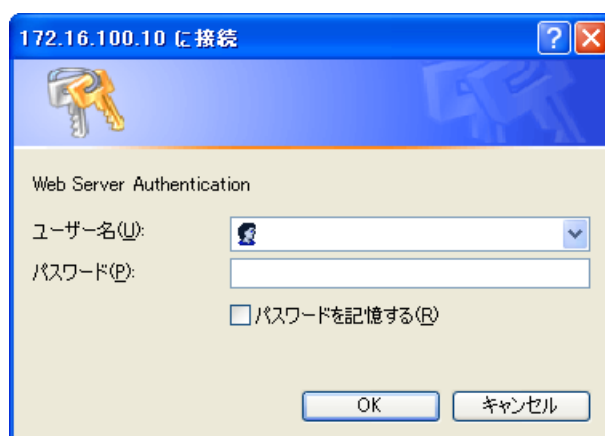 172.16.100.10 に接続
Web Server Authentication
ユーザー名(U):
パスワード(P):
パスワードを記憶する(R)
OK キャンセル